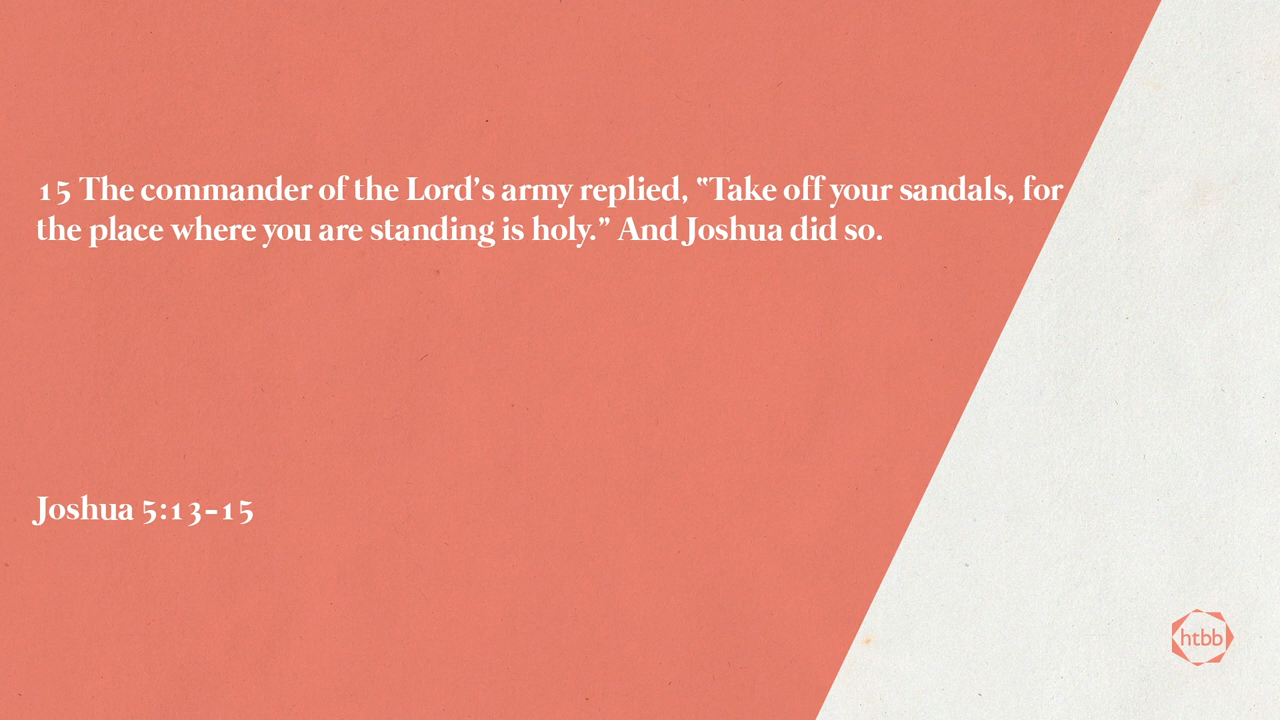 15 The commander of the Lord’s army replied, “Take off your sandals, for
the place where you are standing is holy.” And Joshua did so.
Joshua 5:13-15
htbb